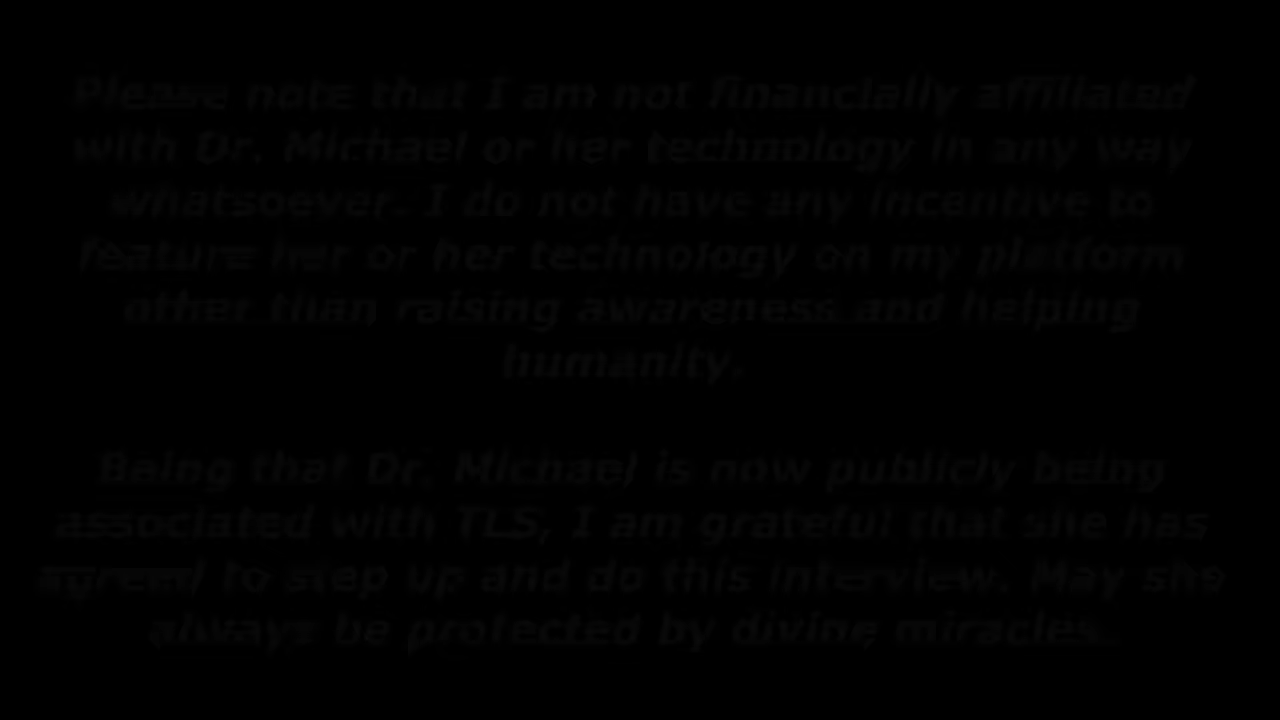 Please note that I am not financially affiliated
with Dr. Michael or her technology in any way
whatsoever. I do not have any incentive to
feature her or her technology on my platform
other than raising awareness and helping
humanity.
Being that Dr. Michael is now publicly being
associated with TLS, I am grateful that she has
agreed to step up and do this interview. May she
always be protected by divine miracles.